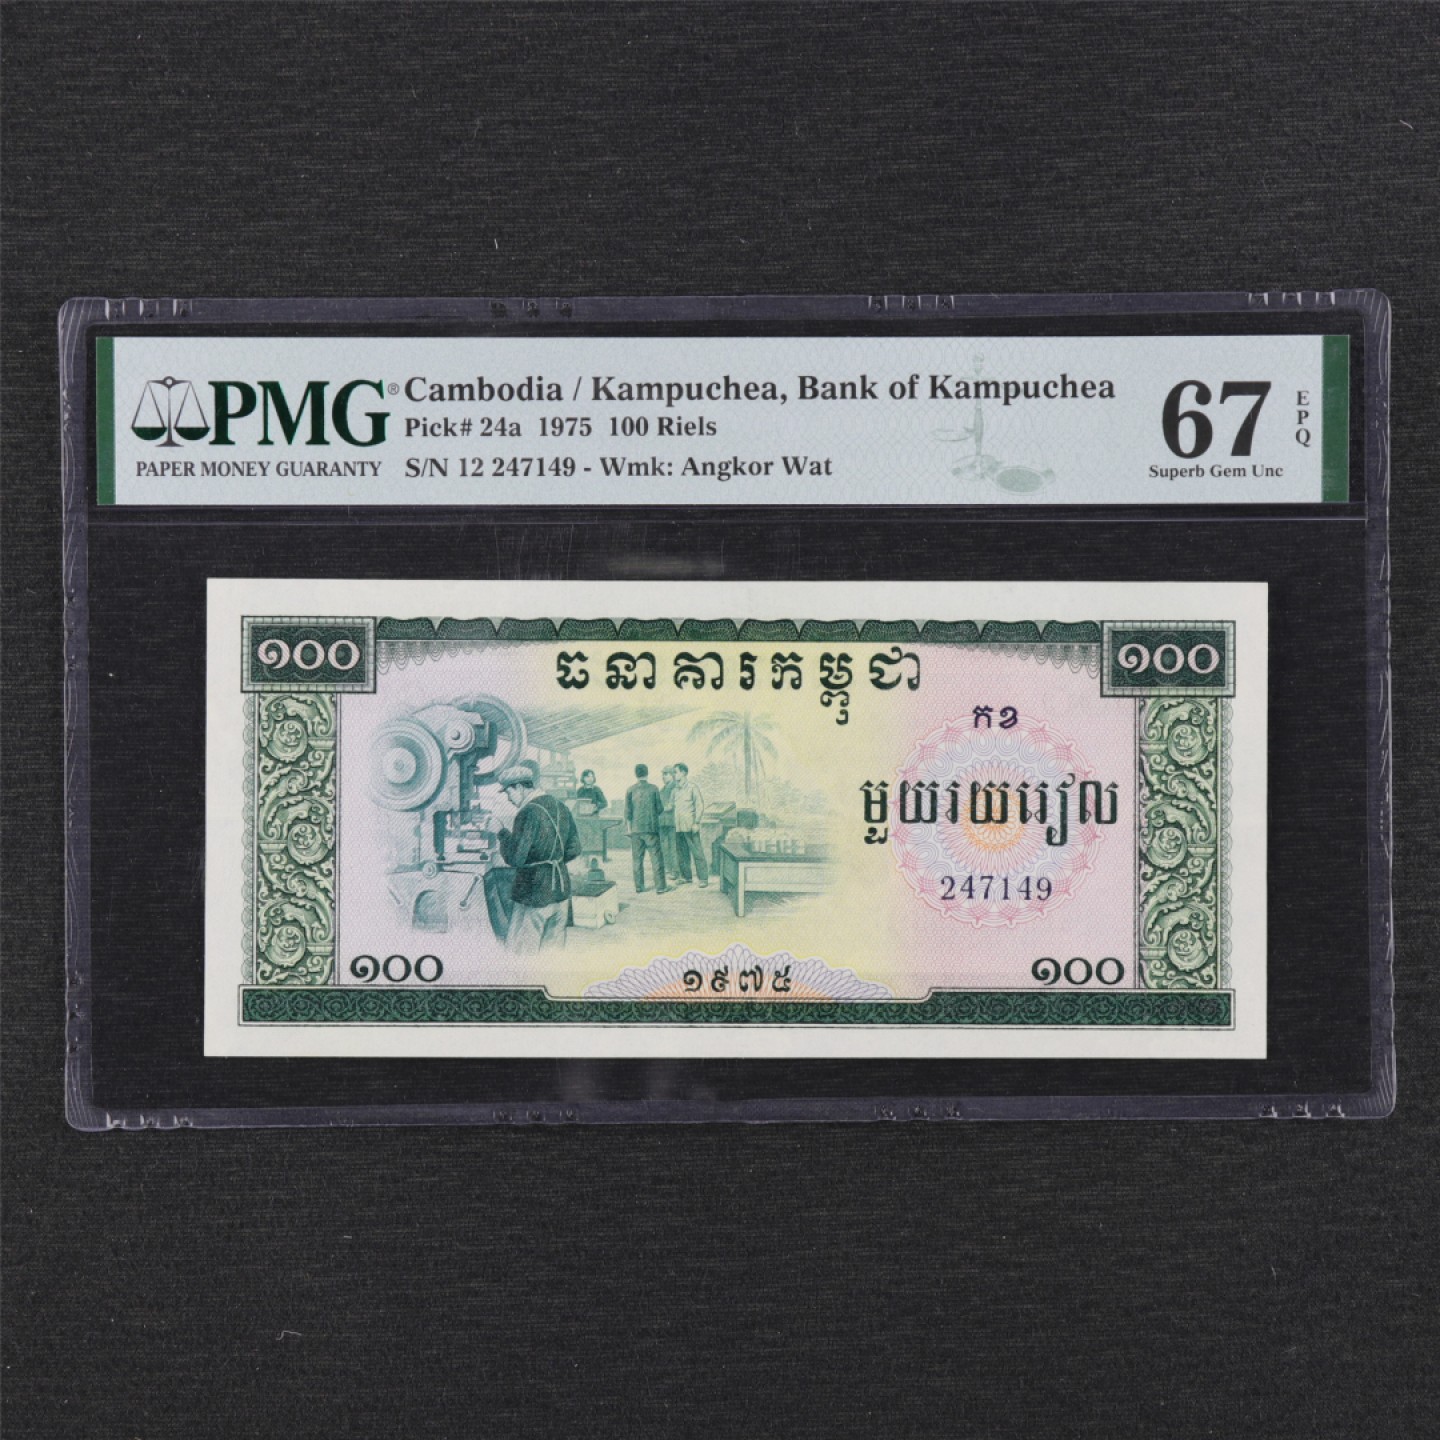 PMG®
PAPER MONEY GUARANTY
Cambodia / Kampuchea, Bank of Kampuchea
Pick# 24a 1975 100 Riels
S/N 12 247149 - Wmk: Angkor Wat
67
Superb Gem Unc
EPQ
១០០
១០០
ធនាគារកម្ពុជា
កខ
មួយរយរៀល
247149
១០០
១៩៧៥
១០០